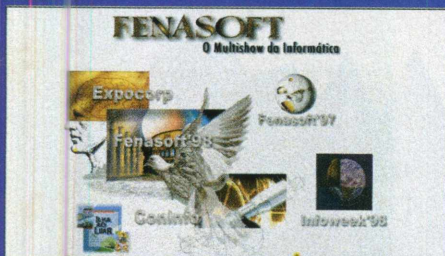 FENASOFT
O Multishow da Informática
Expocorp
Fenasoft'98
Fenasoft'97
Coninfo
Infoweek'98